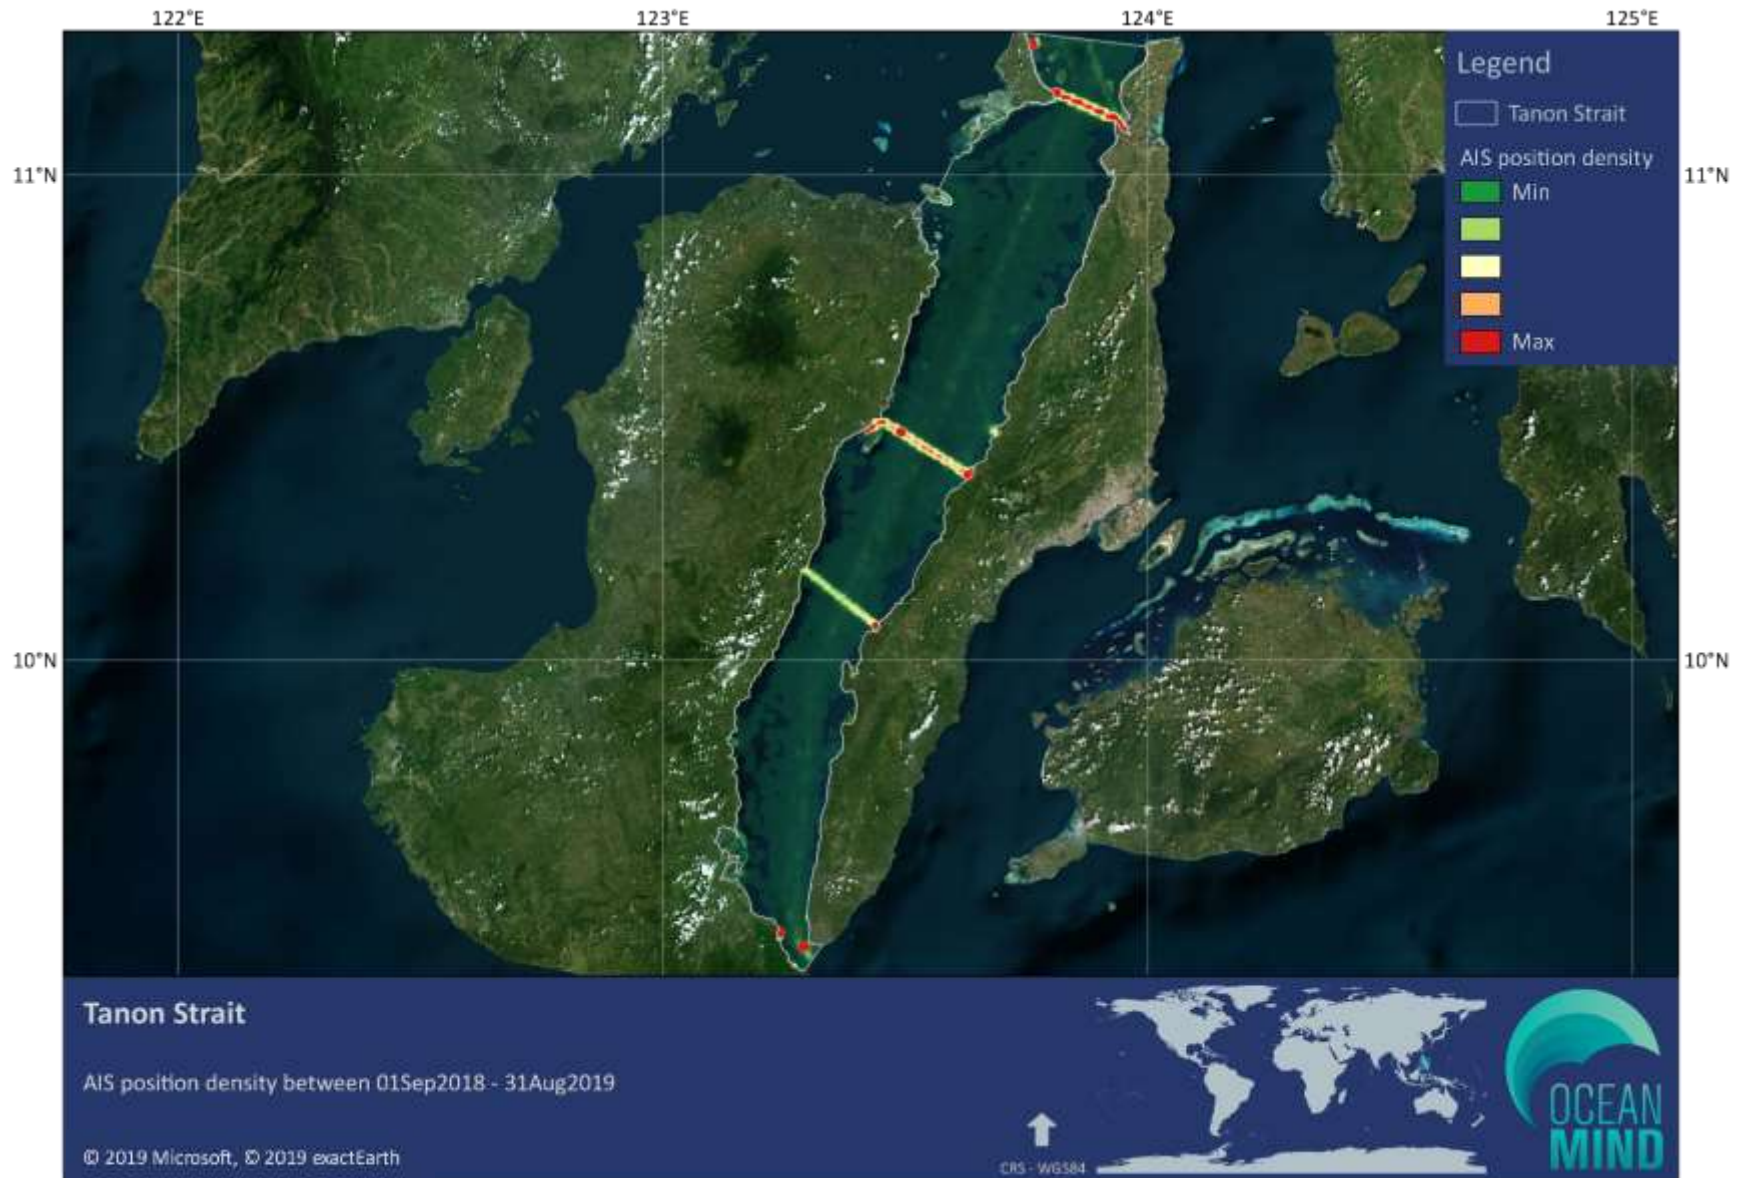 122°E 123°E 124°E 125°E
Legend
Tanon Strait
AIS position density
Min
Max
11°N 11°N
10°N 10°N
Tanon Strait
AIS position density between 01Sep2018 - 31Aug2019
© 2019 Microsoft, © 2019 exactEarth
CRS - WGS84
OCEAN
MIND